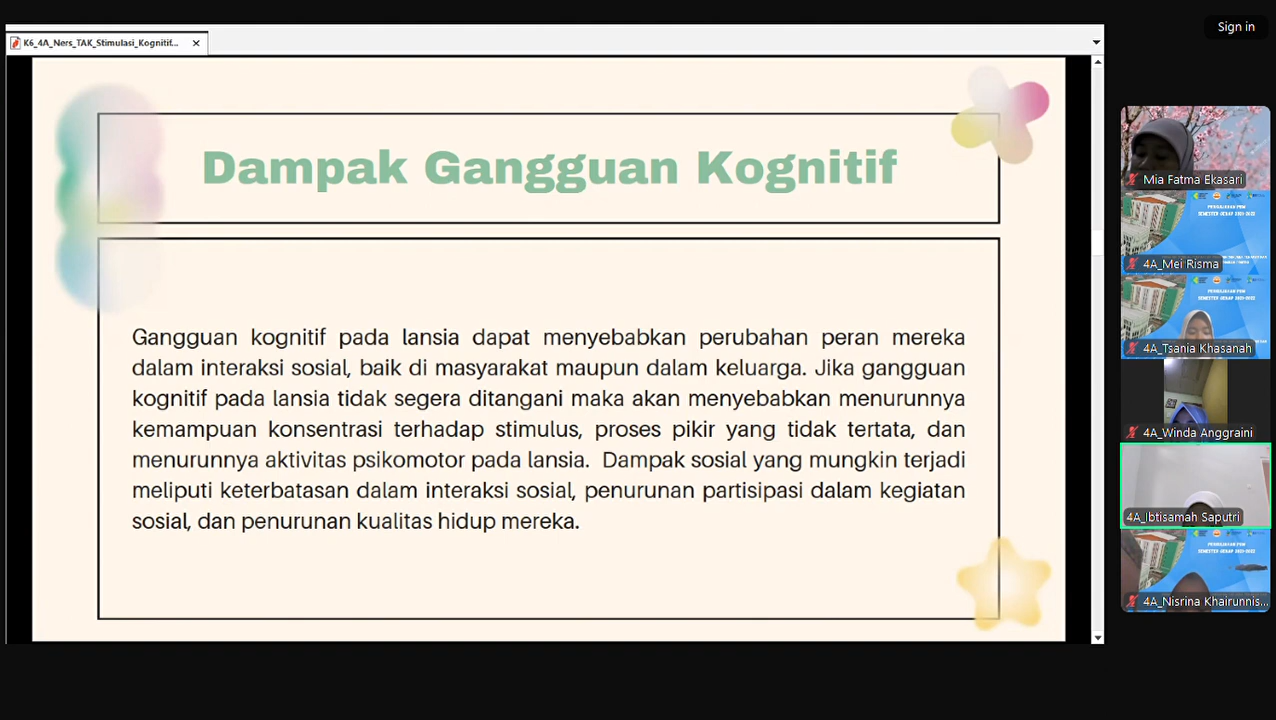 Sign in
K6_4A_Ners_TAK_Stimulasi_Kognitif...
Dampak Gangguan Kognitif
Gangguan kognitif pada lansia dapat menyebabkan perubahan peran mereka
dalam interaksi sosial, baik di masyarakat maupun dalam keluarga. Jika gangguan
kognitif pada lansia tidak segera ditangani maka akan menyebabkan menurunnya
kemampuan konsentrasi terhadap stimulus, proses pikir yang tidak tertata, dan
menurunnya aktivitas psikomotor pada lansia. Dampak sosial yang mungkin terjadi
meliputi keterbatasan dalam interaksi sosial, penurunan partisipasi dalam kegiatan
sosial, dan penurunan kualitas hidup mereka.
Mia Fatma Ekasari
4A_Mei Risma
4A_Tsania Khasanah
4A_Winda Anggraini
4A_Ibtisamah Saputri
4A_Nisrina Khairunnis...